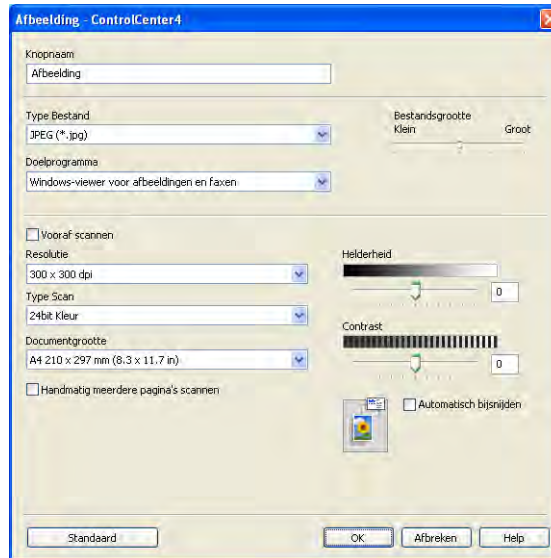 Afbeelding - ControlCenter4
Knopnaam
Afbeelding
Type Bestand
JPEG (*.jpg)
Bestandsgrootte
Klein Groot
Doelprogramma
Windows-viewer voor afbeeldingen en faxen
Vooraf scannen
Resolutie
300 x 300 dpi
Type Scan
24bit Kleur
Documentgrootte
A4 210 x 297 mm (8.3 x 11.7 in)
Handmatig meerdere pagina's scannen
Helderheid
0
Contrast
0
Automatisch bijsnijden
Standaard OK Afbreken Help